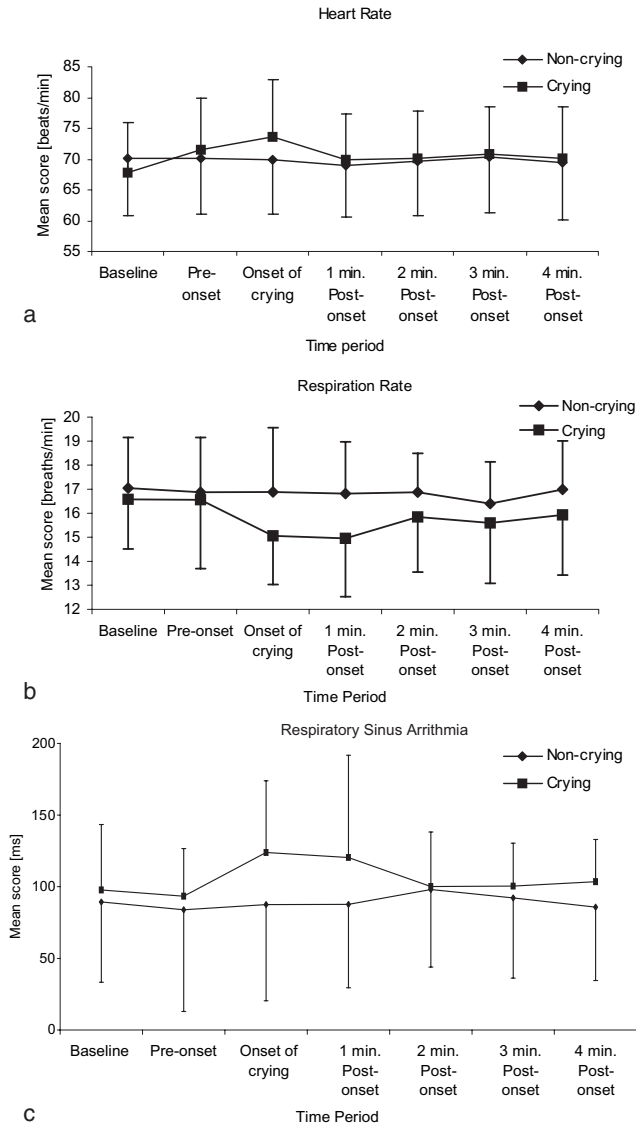 Heart Rate
Non-crying
Crying
Mean score [beats/min]
85
80
75
70
65
60
55
Baseline Pre-onset Onset of crying 1 min. Post-onset 2 min. Post-onset 3 min. Post-onset 4 min. Post-onset
a
Time period
Respiration Rate
Non-crying
Crying
Mean score [breaths/min]
20
19
18
17
16
15
14
13
12
Baseline Pre-onset Onset of crying 1 min. Post-onset 2 min. Post-onset 3 min. Post-onset 4 min. Post-onset
b
Time Period
Respiratory Sinus Arrithmia
Non-crying
Crying
Mean score [ms]
200
150
100
50
0
Baseline Pre-onset Onset of crying 1 min. Post-onset 2 min. Post-onset 3 min. Post-onset 4 min. Post-onset
c
Time Period